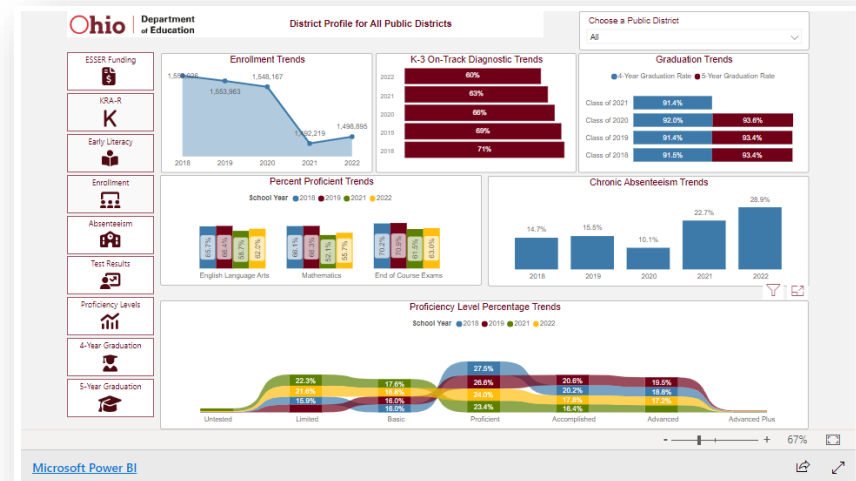 Ohio
Department
of Education
District Profile for All Public Districts
Choose a Public District
All
ESSER Funding
KRA-R
K
Early Literacy
Enrollment
Absenteeism
Test Results
Proficiency Levels
4-Year Graduation
5-Year Graduation
Enrollment Trends
1,553,963
1,548,167
1,492,219
1,498,895
2018 2019 2020 2021 2022
K-3 On-Track Diagnostic Trends
2022 60%
2021 63%
2020 66%
2019 69%
2018 71%
Graduation Trends
4-Year Graduation Rate 5-Year Graduation Rate
Class of 2021 91.4%
Class of 2020 92.0% 93.6%
Class of 2019 91.4% 93.4%
Class of 2018 91.5% 93.4%
Percent Proficient Trends
School Year 2018 2019 2021 2022
65.7% 58.7% 62.0% 66.1% 66.3% 52.1% 55.7% 70.2% 70.9% 61.5% 63.0%
English Language Arts Mathematics End of Course Exams
Chronic Absenteeism Trends
14.7% 15.5% 10.1% 22.7% 28.9%
2018 2019 2020 2021 2022
Proficiency Level Percentage Trends
School Year 2018 2019 2021 2022
22.3% 21.6% 15.9%
17.6% 18.8% 16.0% 16.0%
27.5% 26.6% 24.0% 23.4%
20.6% 20.2% 17.8% 16.4%
19.5% 18.8% 17.2%
Untested Limited Basic Proficient Accomplished Advanced Advanced Plus
- + 67%
Microsoft Power BI